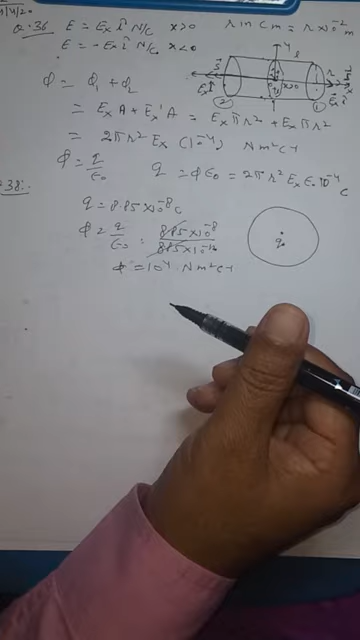 Q.36 E = Ex î N/C x>0 r in cm = r×10⁻² m
E = -Ex î N/C x<0
ϕ = ϕ₁ + ϕ₂
= Ex A + Ex'A = Ex πr² + Ex πr²
= 2πr² Ex (10⁻⁴) Nm²C⁻¹
ϕ = q/ε₀ q = ϕε₀ = 2πr² Ex ε₀ 10⁻⁴ C
38:
q = 8.85×10⁻⁸ C
ϕ = q/ε₀ = 8.85×10⁻⁸ / 8.85×10⁻¹²
ϕ = 10⁴ Nm²C⁻¹
q